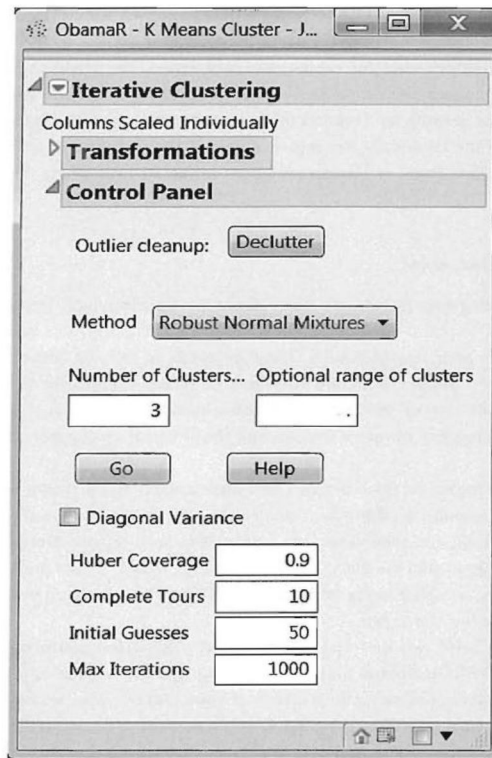 ObamaR - K Means Cluster - J...
Iterative Clustering
Columns Scaled Individually
Transformations
Control Panel
Outlier cleanup: Declutter
Method Robust Normal Mixtures
Number of Clusters... Optional range of clusters
3 .
Go Help
Diagonal Variance
Huber Coverage 0.9
Complete Tours 10
Initial Guesses 50
Max Iterations 1000